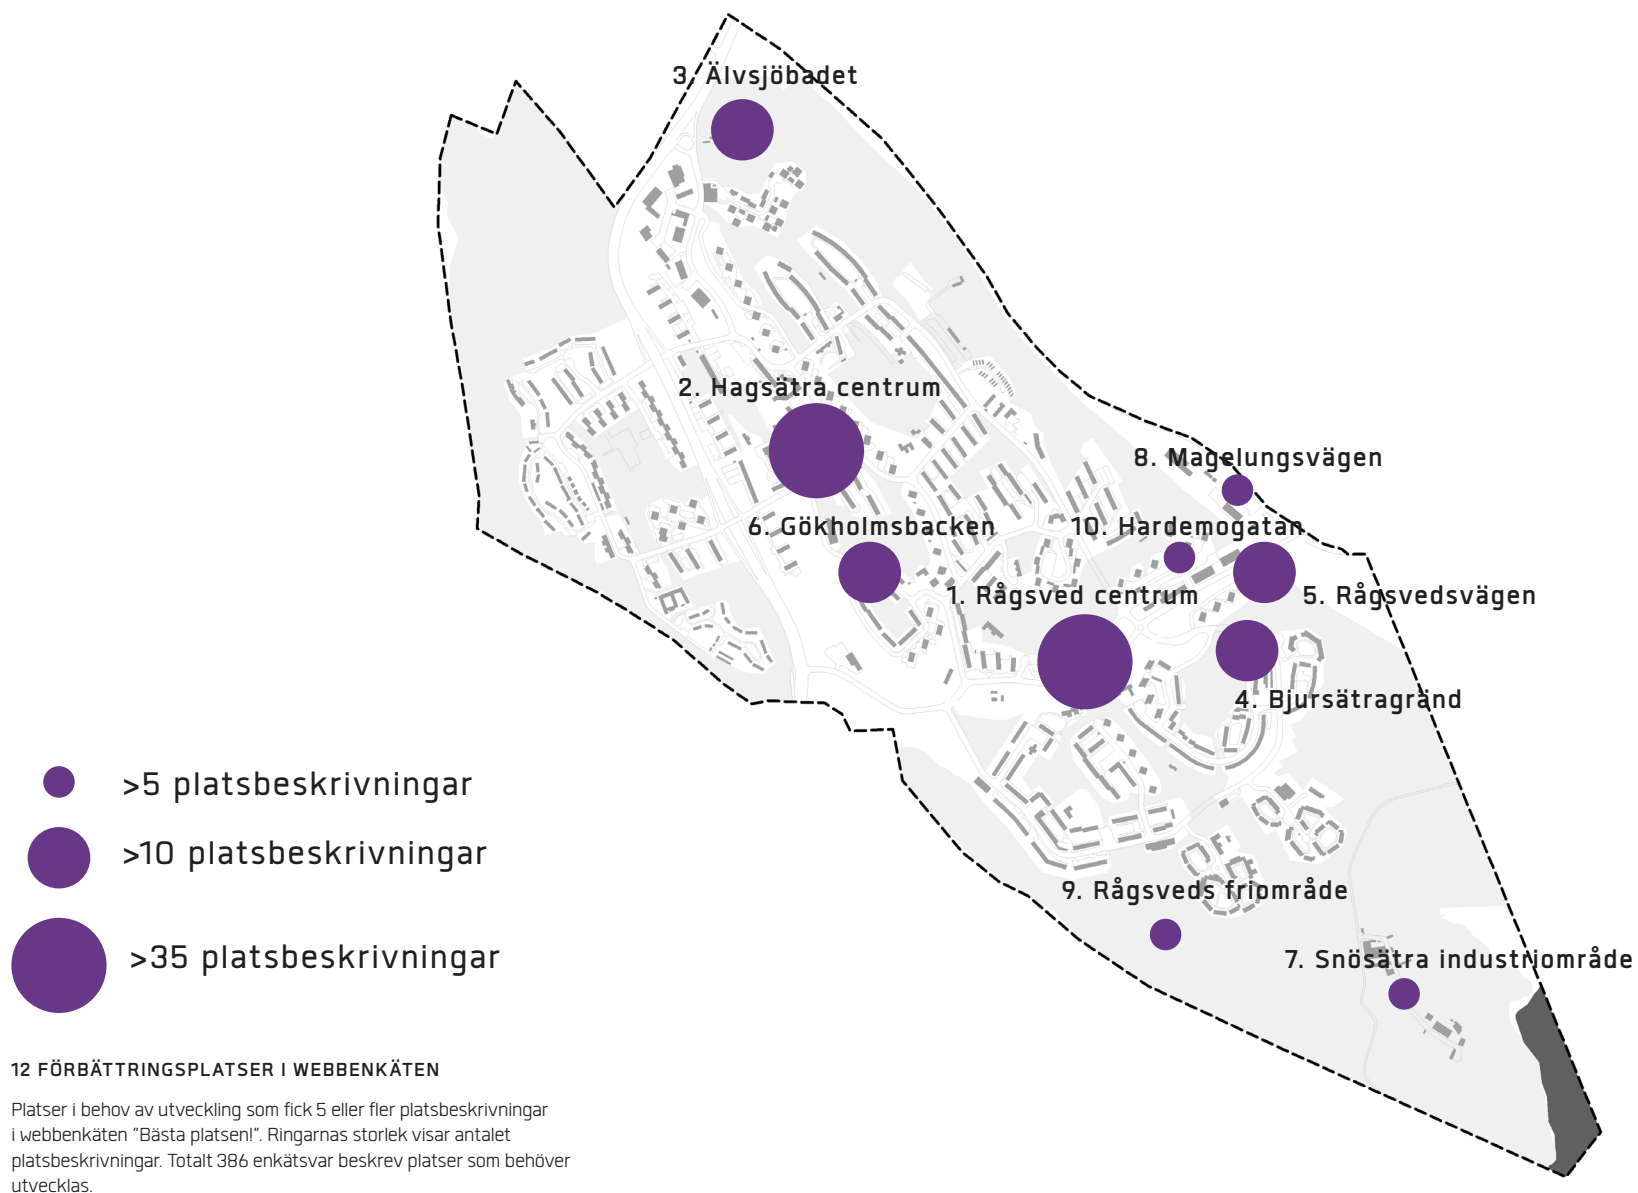 3. Älvsjöbadet
2. Hagsätra centrum
8. Magelungsvägen
6. Gökholmsbacken
10. Hardemogatan
1. Rågsved centrum
5. Rågsvedsvägen
4. Bjursätragränd
9. Rågsveds friområde
7. Snösätra industriområde
>5 platsbeskrivningar
>10 platsbeskrivningar
>35 platsbeskrivningar
12 FÖRBÄTTRINGSPLATSER I WEBBENKÄTEN
Platser i behov av utveckling som fick 5 eller fler platsbeskrivningar
i webbenkäten "Bästa platsen!". Ringarnas storlek visar antalet
platsbeskrivningar. Totalt 386 enkätsvar beskrev platser som behöver
utvecklas.